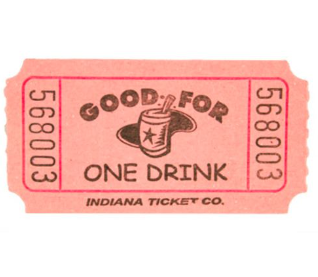 GOOD FOR
568003
568003
ONE DRINK
INDIANA TICKET CO.